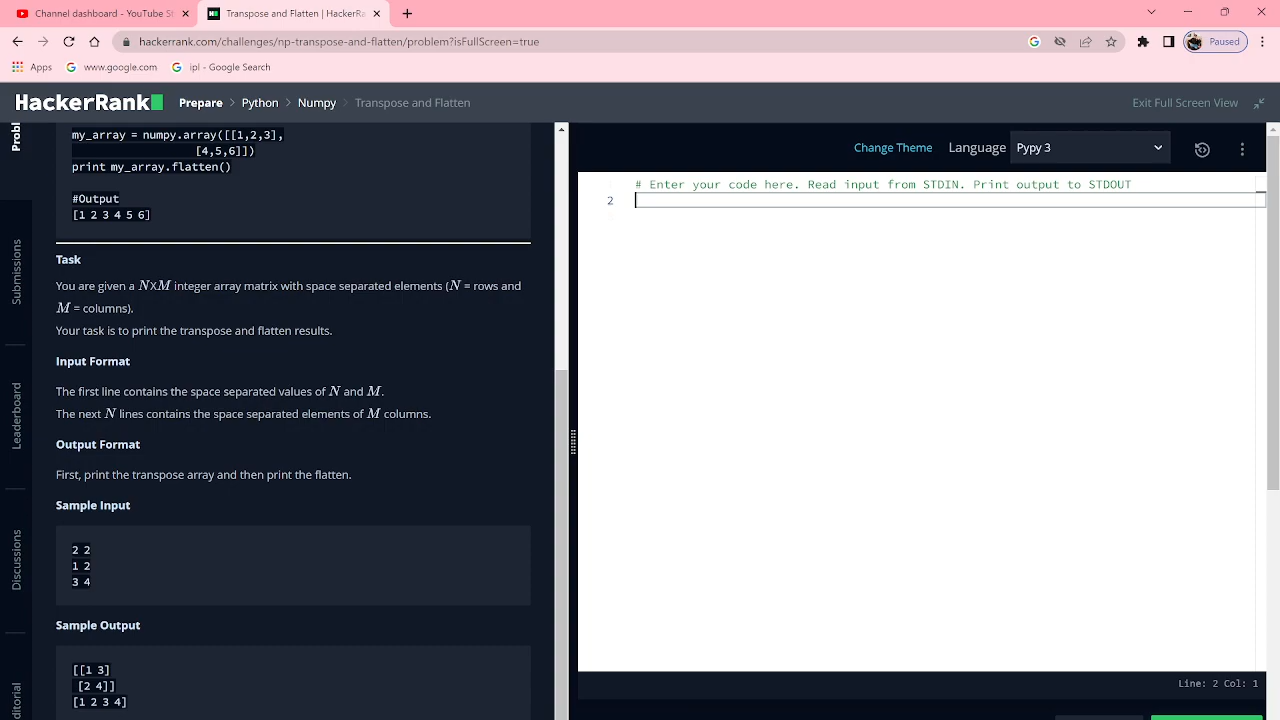 Channel dashboard - YouTube St
Transpose and Flatten | HackerRa
hackerrank.com/challenges/np-transpose-and-flatten/problem?isFullScreen=true
Paused
Apps
www.google.com
ipl - Google Search
HackerRank
Prepare > Python > Numpy > Transpose and Flatten
Exit Full Screen View
Probl
Submissions
Leaderboard
Discussions
ditorial
my_array = numpy.array([[1,2,3],
[4,5,6]])
print my_array.flatten()
#Output
[1 2 3 4 5 6]
Task
You are given a NXM integer array matrix with space separated elements (N = rows and
M = columns).
Your task is to print the transpose and flatten results.
Input Format
The first line contains the space separated values of N and M.
The next N lines contains the space separated elements of M columns.
Output Format
First, print the transpose array and then print the flatten.
Sample Input
2 2
1 2
3 4
Sample Output
[[1 3]
[2 4]]
[1 2 3 4]
Change Theme
Language
Pypy 3
# Enter your code here. Read input from STDIN. Print output to STDOUT
2
Line: 2 Col: 1